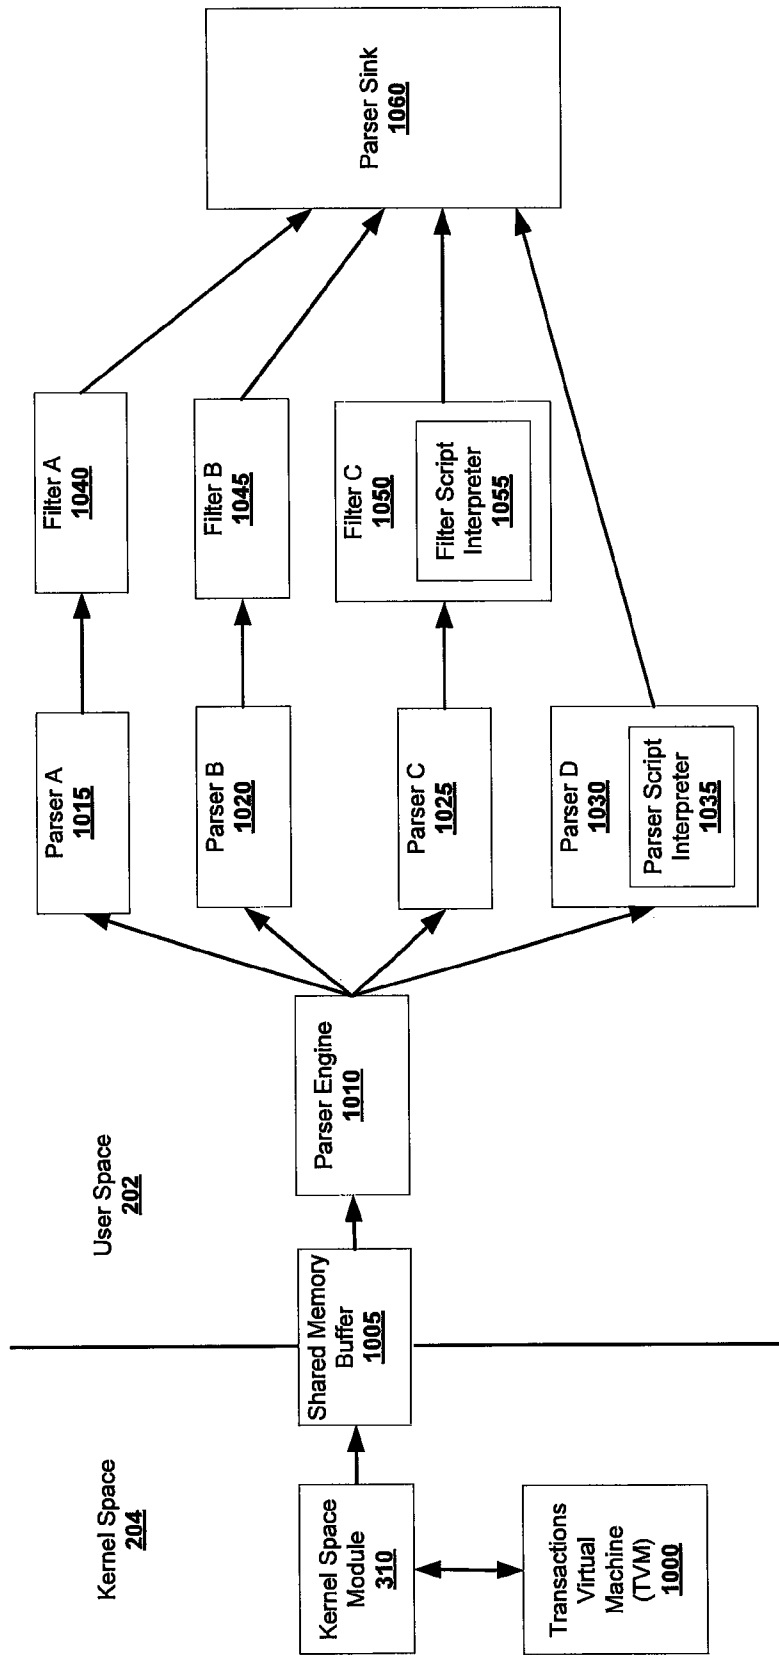 Kernel Space
204
User Space
202
Kernel Space
Module
310
Transactions
Virtual
Machine
(TVM)
1000
Shared Memory
Buffer
1005
Parser Engine
1010
Parser A
1015
Parser B
1020
Parser C
1025
Parser D
1030
Parser Script
Interpreter
1035
Filter A
1040
Filter B
1045
Filter C
1050
Filter Script
Interpreter
1055
Parser Sink
1060